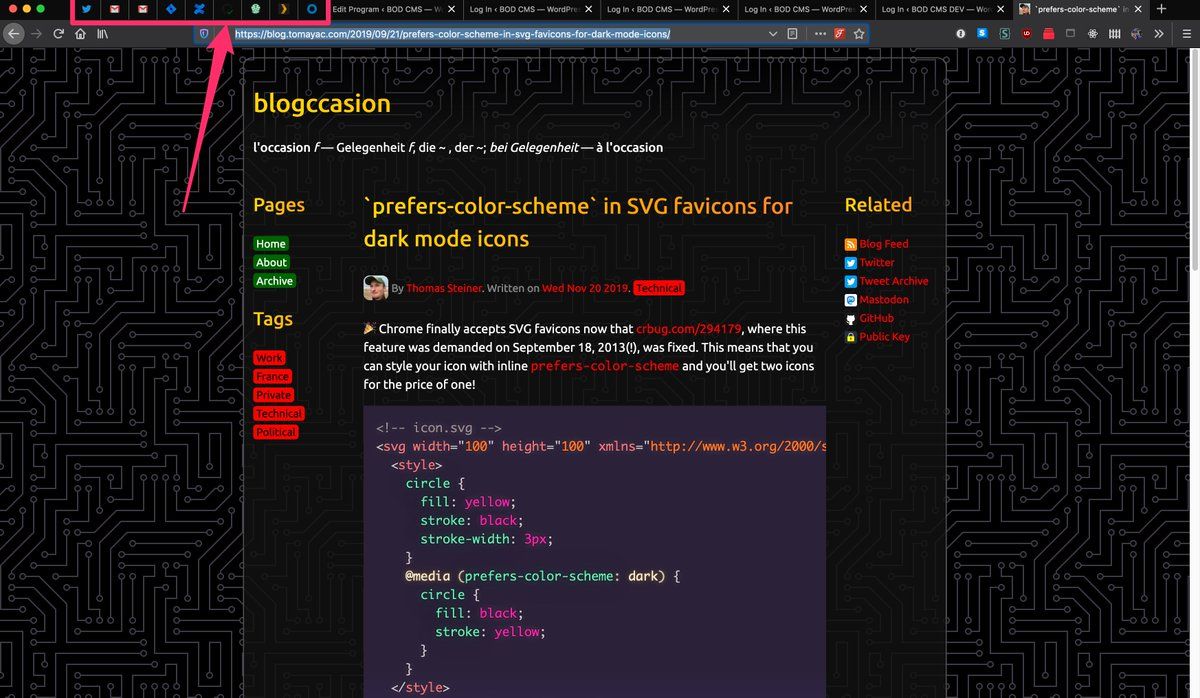 Edit Program ‹ BOD CMS — W
Log In ‹ BOD CMS — WordPres
Log In ‹ BOD CMS — WordPres
Log In ‹ BOD CMS — WordPres
Log In ‹ BOD CMS DEV — Wor
`prefers-color-scheme` in
https://blog.tomayac.com/2019/09/21/prefers-color-scheme-in-svg-favicons-for-dark-mode-icons/
blogccasion
l'occasion f — Gelegenheit f, die ~ , der ~; bei Gelegenheit — à l'occasion
Pages
Home
About
Archive
Tags
Work
France
Private
Technical
Political
`prefers-color-scheme` in SVG favicons for
dark mode icons
By Thomas Steiner. Written on Wed Nov 20 2019. Technical
🎉 Chrome finally accepts SVG favicons now that crbug.com/294179, where this
feature was demanded on September 18, 2013(!), was fixed. This means that you
can style your icon with inline prefers-color-scheme and you'll get two icons
for the price of one!
<!-- icon.svg -->
<svg width="100" height="100" xmlns="http://www.w3.org/2000/s
<style>
circle {
fill: yellow;
stroke: black;
stroke-width: 3px;
}
@media (prefers-color-scheme: dark) {
circle {
fill: black;
stroke: yellow;
}
}
</style>
Related
Blog Feed
Twitter
Tweet Archive
Mastodon
GitHub
Public Key